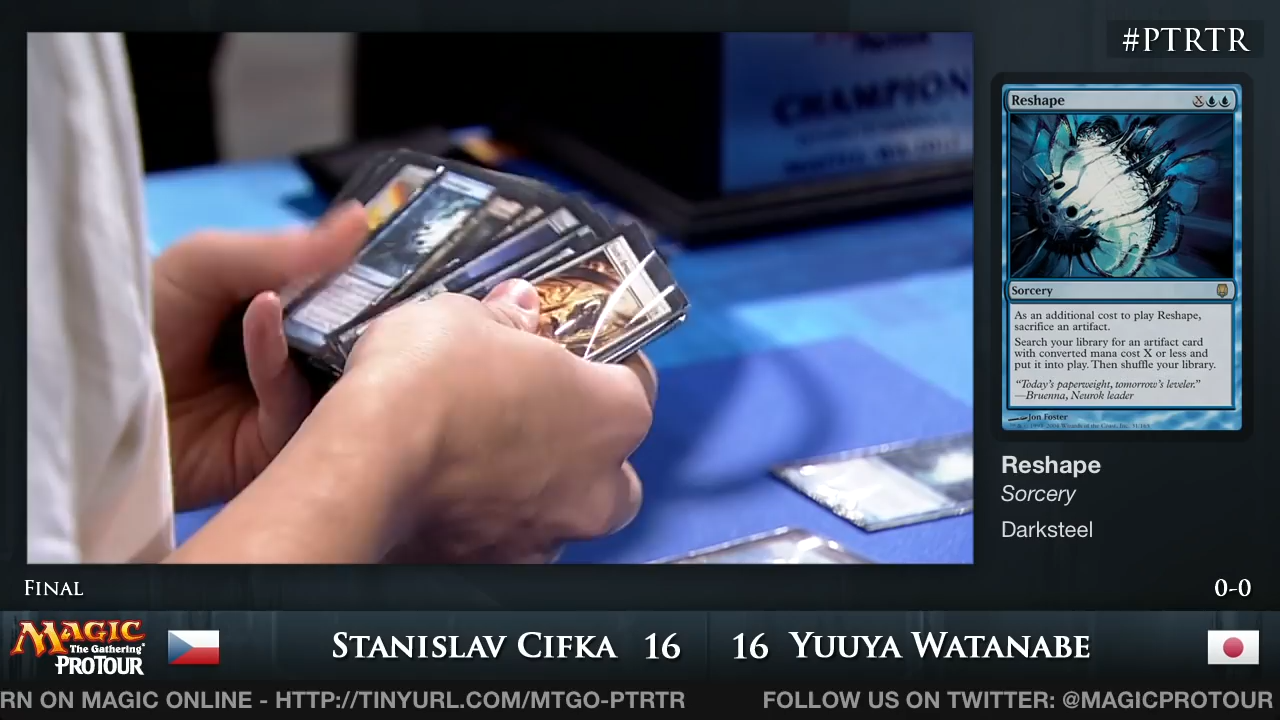 #PTRTR
CHAMPION
Reshape
Sorcery
As an additional cost to play Reshape,
sacrifice an artifact.
Search your library for an artifact card
with converted mana cost X or less and
put it into play. Then shuffle your library.
"Today's paperweight, tomorrow's leveler."
—Bruenna, Neurok leader
Jon Foster
Reshape
Sorcery
Darksteel
FINAL
0-0
MAGIC
The Gathering
PROTOUR
STANISLAV CIFKA 16
16 YUUYA WATANABE
RN ON MAGIC ONLINE - HTTP://TINYURL.COM/MTGO-PTRTR
FOLLOW US ON TWITTER: @MAGICPROTOUR